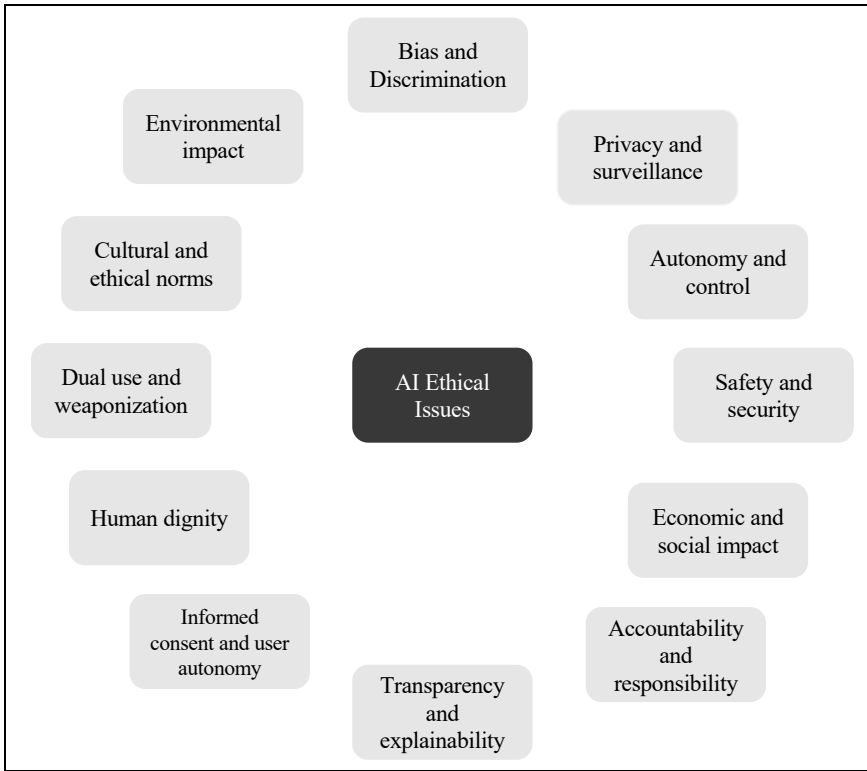 Bias and
Discrimination
Privacy and
surveillance
Autonomy and
control
Safety and
security
Economic and
social impact
Accountability
and
responsibility
Transparency
and
explainability
Informed
consent and user
autonomy
Human dignity
Dual use and
weaponization
Cultural and
ethical norms
Environmental
impact
AI Ethical
Issues